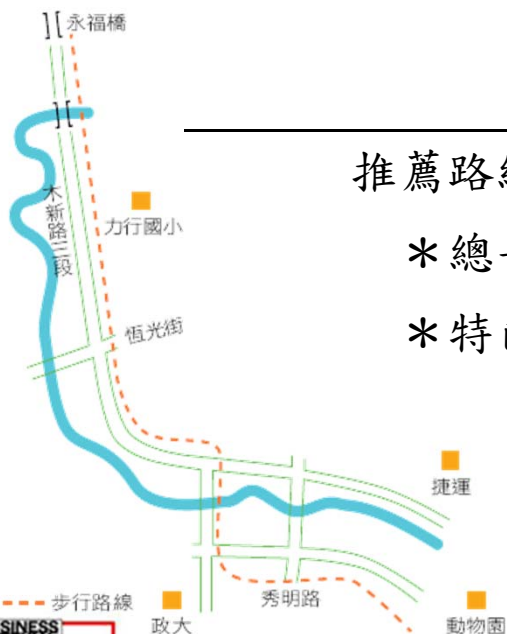 ][ 永福橋
][
木新路三段
力行國小
恆光街
推薦路
＊總
＊特
捷運
秀明路
步行路線
政大
動物園
SINESS